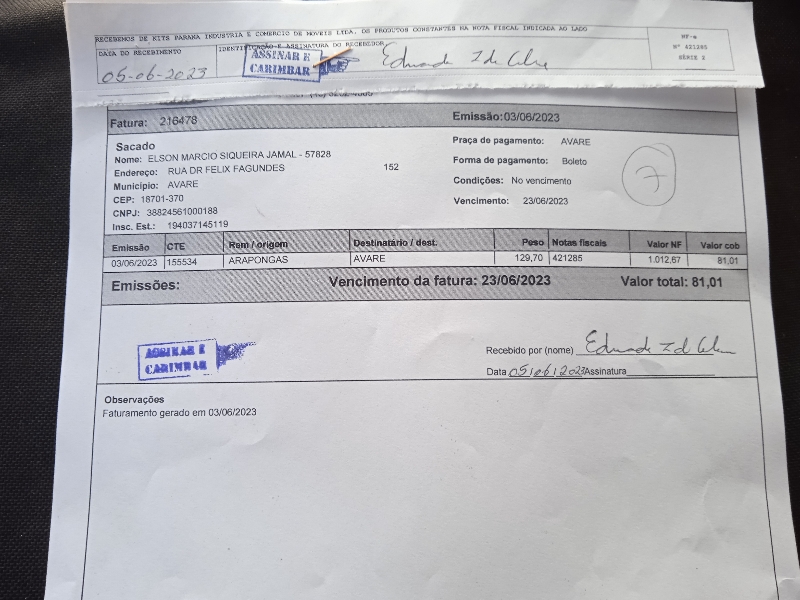 RECEBEMOS DE KITS PARANA INDUSTRIA E COMERCIO DE MOVEIS LTDA, OS PRODUTOS CONSTANTES NA NOTA FISCAL INDICADA AO LADO
DATA DO RECEBIMENTO
IDENTIFICAÇÃO E ASSINATURA DO RECEBEDOR
NF-e
Nº 421285
SÉRIE 2
05-06-2023
ASSINAR E
CARIMBAR
Eduardo
Fatura: 216478
Emissão:03/06/2023
Sacado
Nome: ELSON MARCIO SIQUEIRA JAMAL - 57828
Endereço: RUA DR FELIX FAGUNDES 152
Município: AVARE
CEP: 18701-370
CNPJ: 38824561000188
Insc. Est.: 194037145119
Praça de pagamento: AVARE
Forma de pagamento: Boleto
Condições: No vencimento
Vencimento: 23/06/2023
7
Emissão CTE Rem / origem Destinatário / dest. Peso Notas fiscais Valor NF Valor cob
03/06/2023 155534 ARAPONGAS AVARE 129,70 421285 1.012,67 81,01
Emissões: Vencimento da fatura: 23/06/2023 Valor total: 81,01
ASSINAR E
CARIMBAR
Recebido por (nome) Eduardo
Data 05/06/2023 Assinatura
Observações
Faturamento gerado em 03/06/2023